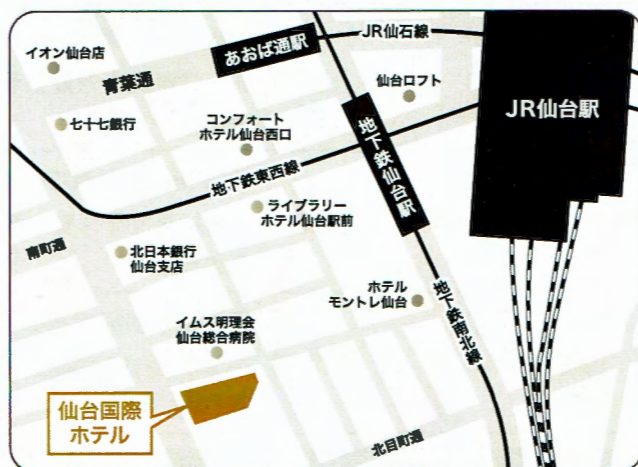 イオン仙台店
青葉通
あおば通駅
JR仙石線
仙台ロフト
JR仙台駅
七十七銀行
コンフォート
ホテル仙台西口
地下鉄仙台駅
地下鉄東西線
ライブラリー
ホテル仙台駅前
南町通
北日本銀行
仙台支店
ホテル
モントレ仙台
地下鉄南北線
イムス明理会
仙台総合病院
仙台国際
ホテル
北目町通